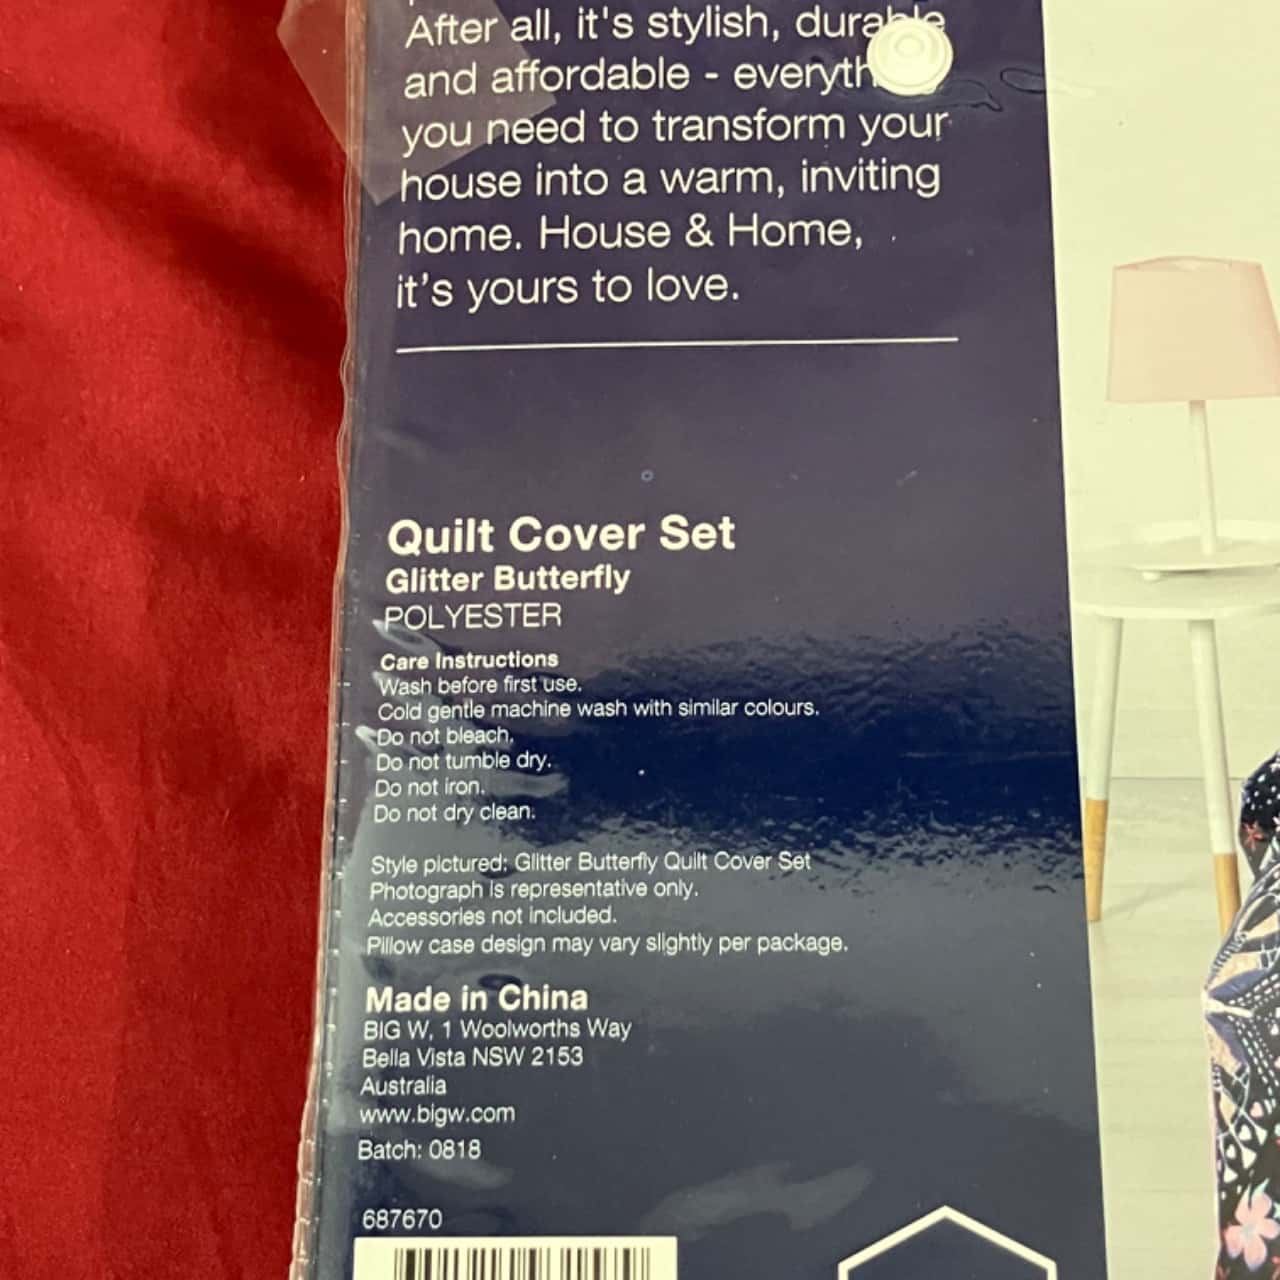 After all, it's stylish, durable
and affordable - everything
you need to transform your
house into a warm, inviting
home. House & Home,
it's yours to love.
Quilt Cover Set
Glitter Butterfly
POLYESTER
Care Instructions
Wash before first use.
Cold gentle machine wash with similar colours.
Do not bleach.
Do not tumble dry.
Do not iron.
Do not dry clean.
Style pictured: Glitter Butterfly Quilt Cover Set
Photograph is representative only.
Accessories not included.
Pillow case design may vary slightly per package.
Made in China
BIG W, 1 Woolworths Way
Bella Vista NSW 2153
Australia
www.bigw.com
Batch: 0818
687670